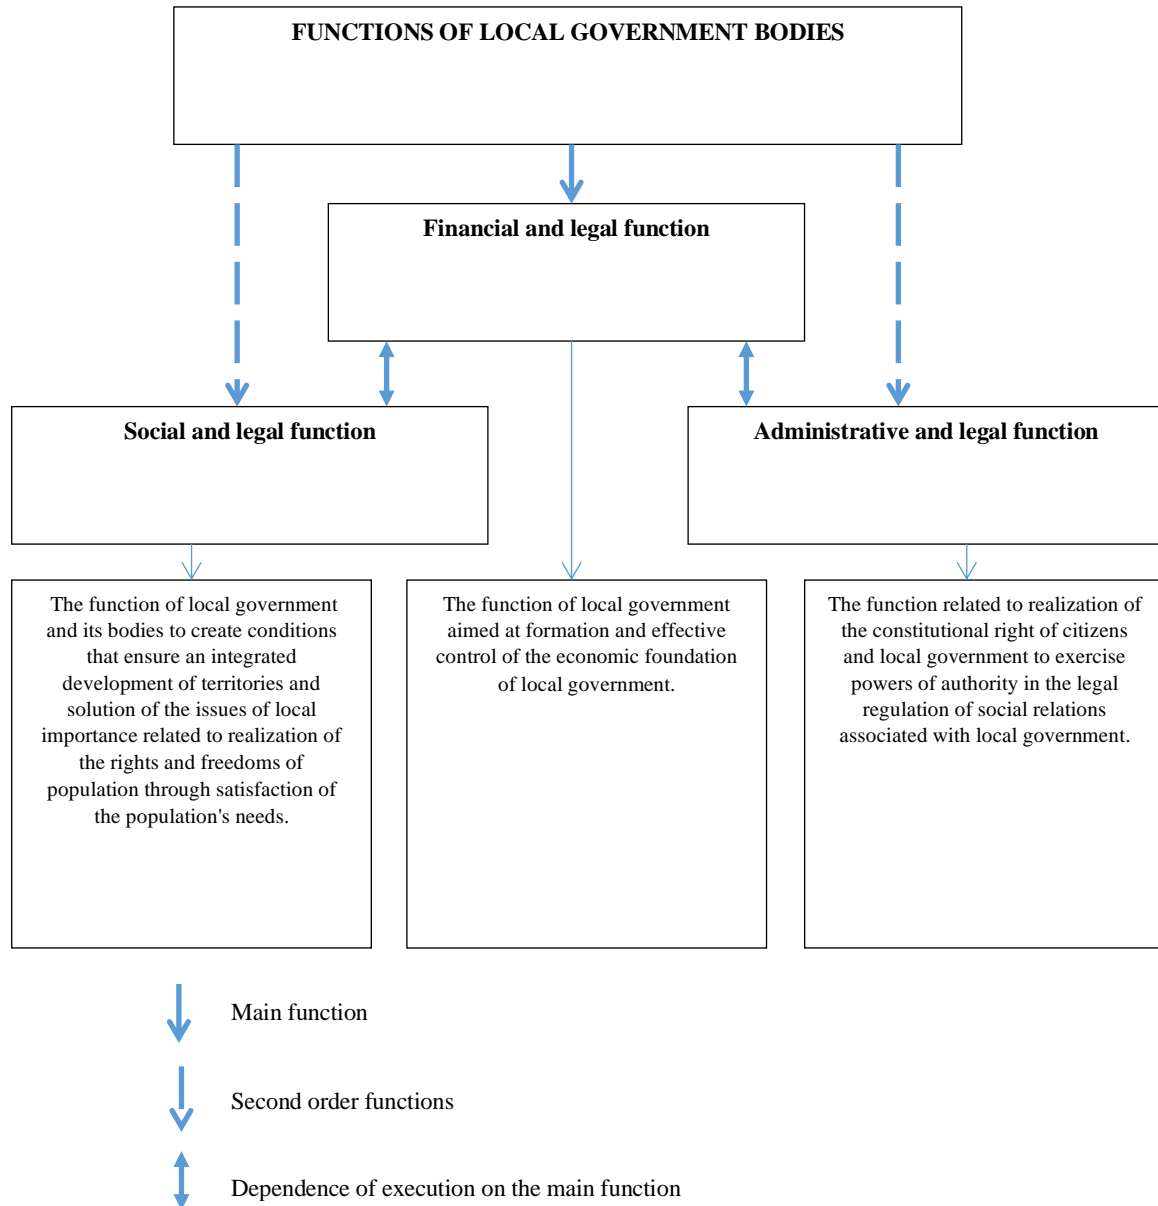 FUNCTIONS OF LOCAL GOVERNMENT BODIES
Financial and legal function
Social and legal function
Administrative and legal function
The function of local government
and its bodies to create conditions
that ensure an integrated
development of territories and
solution of the issues of local
importance related to realization of
the rights and freedoms of
population through satisfaction of
the population's needs.
The function of local government
aimed at formation and effective
control of the economic foundation
of local government.
The function related to realization of
the constitutional right of citizens
and local government to exercise
powers of authority in the legal
regulation of social relations
associated with local government.
Main function
Second order functions
Dependence of execution on the main function